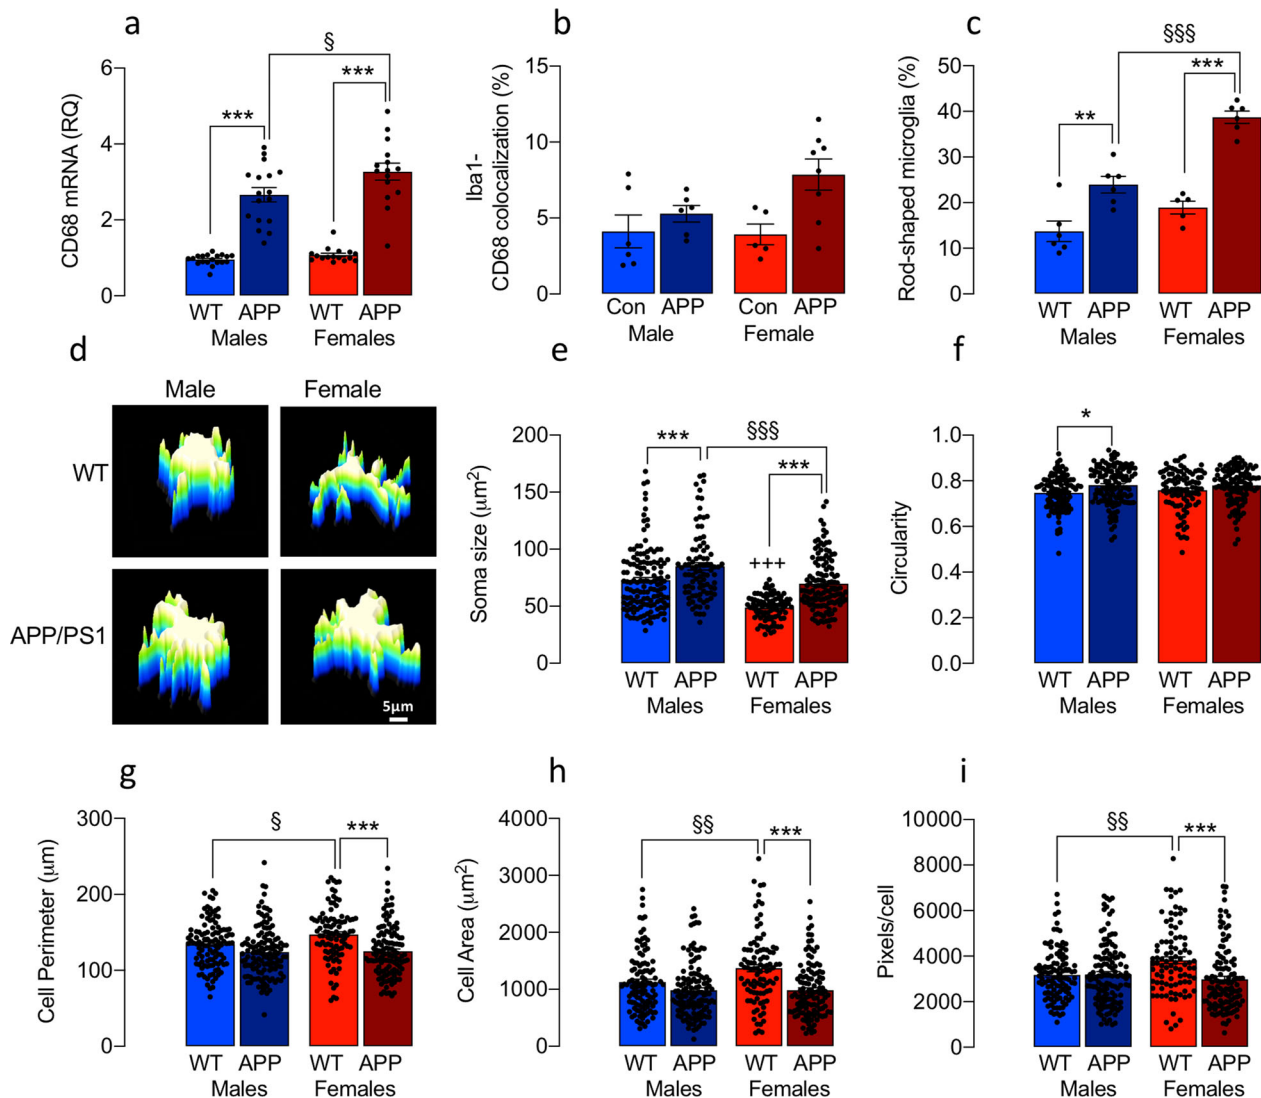 a
CD68 mRNA (RQ)
6
4
2
0
***
§
***
WT APP WT APP
Males Females
b
Iba1-
CD68 colocalization (%)
15
10
5
0
Con APP Con APP
Male Female
c
Rod-shaped microglia (%)
50
40
30
20
10
0
**
§§§
***
WT APP WT APP
Males Females
d
Male Female
WT
APP/PS1
5μm
e
Soma size (μm²)
200
150
100
50
0
***
§§§
***
+++
WT APP WT APP
Males Females
f
Circularity
1.0
0.8
0.6
0.4
0.2
0.0
*
WT APP WT APP
Males Females
g
Cell Perimeter (μm)
300
200
100
0
§
***
WT APP WT APP
Males Females
h
Cell Area (μm²)
4000
3000
2000
1000
0
§§
***
WT APP WT APP
Males Females
i
Pixels/cell
10000
8000
6000
4000
2000
0
§§
***
WT APP WT APP
Males Females